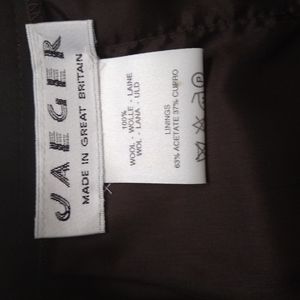 JAEGER
MADE IN GREAT BRITAIN
100%
WOOL - WOLLE - LAINE
WOL - LANA - ULD
LININGS
63% ACETATE 37% CUPRO
P